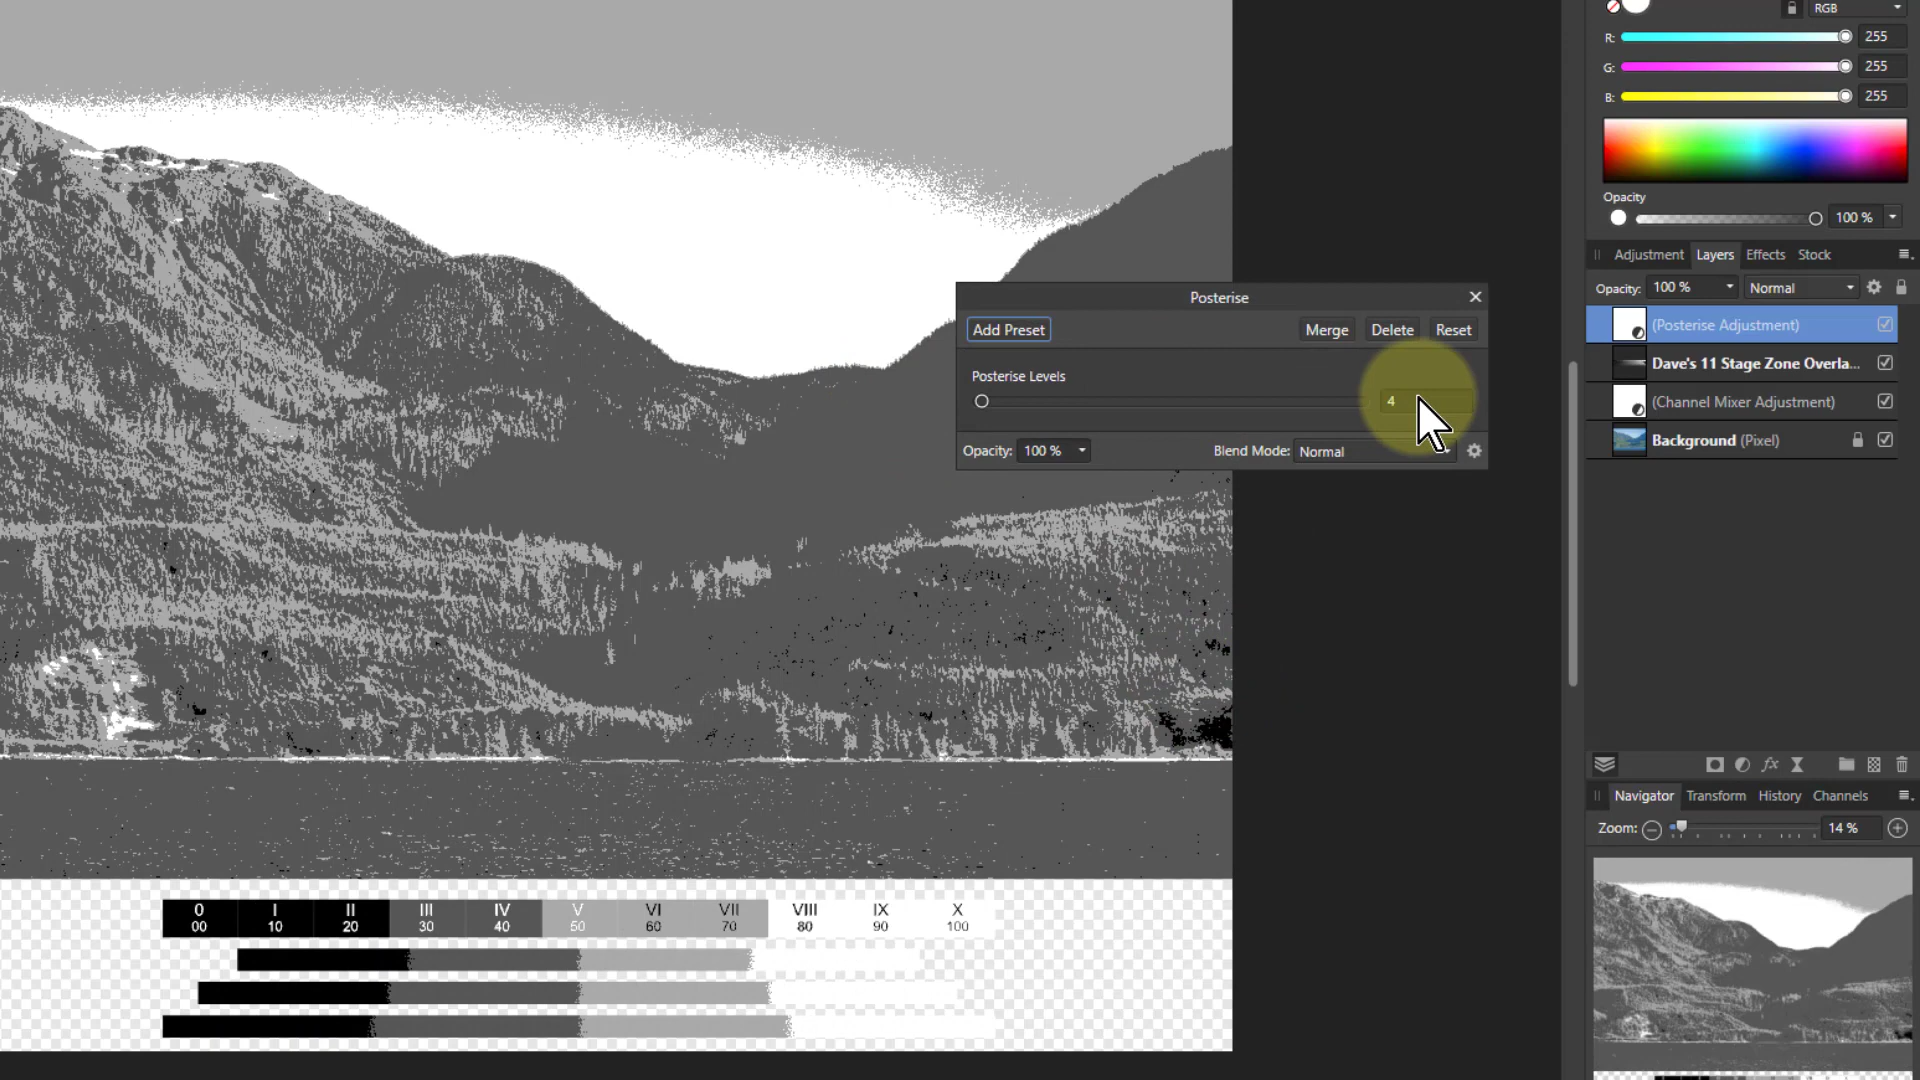 RGB
R: 255
G: 255
B: 255
Opacity
100 %
Adjustment Layers Effects Stock
Opacity: 100 % Normal
(Posterise Adjustment)
Dave's 11 Stage Zone Overla...
(Channel Mixer Adjustment)
Background (Pixel)
Posterise
Add Preset Merge Delete Reset
Posterise Levels
4
Opacity: 100 % Blend Mode: Normal
fx
Navigator Transform History Channels
Zoom: 14 %
0 I II III IV V VI VII VIII IX X
00 10 20 30 40 50 60 70 80 90 100